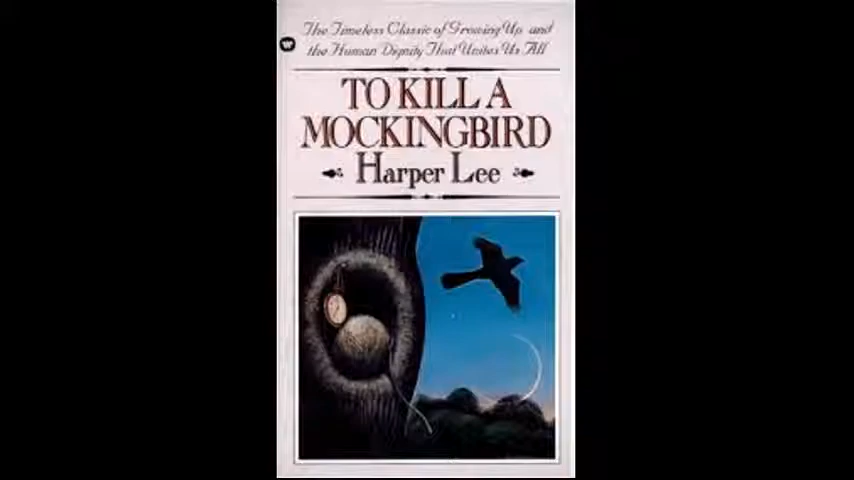 The Timeless Classic of Growing Up and
the Human Dignity That Unites Us All
TO KILL A
MOCKINGBIRD
Harper Lee